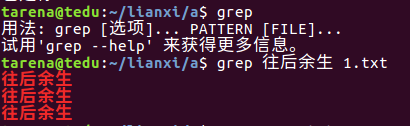 tarena@tedu:~/lianxi/a$ grep
用法: grep [选项]... PATTERN [FILE]...
试用'grep --help' 来获得更多信息。
tarena@tedu:~/lianxi/a$ grep 往后余生 1.txt
往后余生
往后余生
往后余生